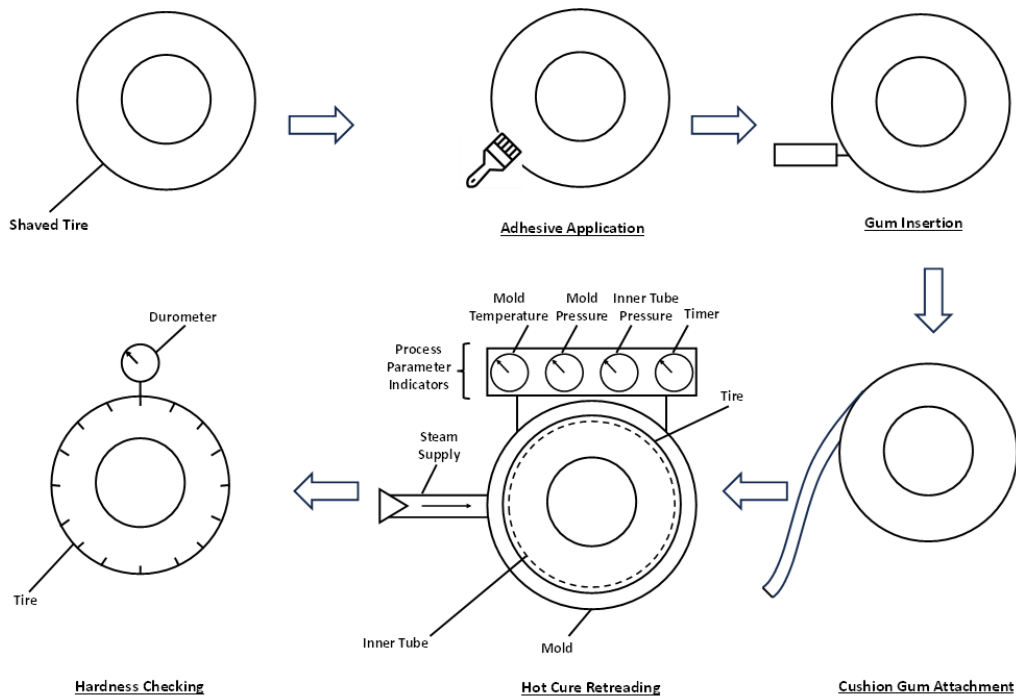 Shaved Tire
Adhesive Application
Gum Insertion
Durometer
Tire
Hardness Checking
Mold
Temperature
Mold
Pressure
Inner Tube
Pressure
Timer
Process
Parameter
Indicators
Tire
Steam
Supply
Inner Tube
Mold
Hot Cure Retreading
Cushion Gum Attachment